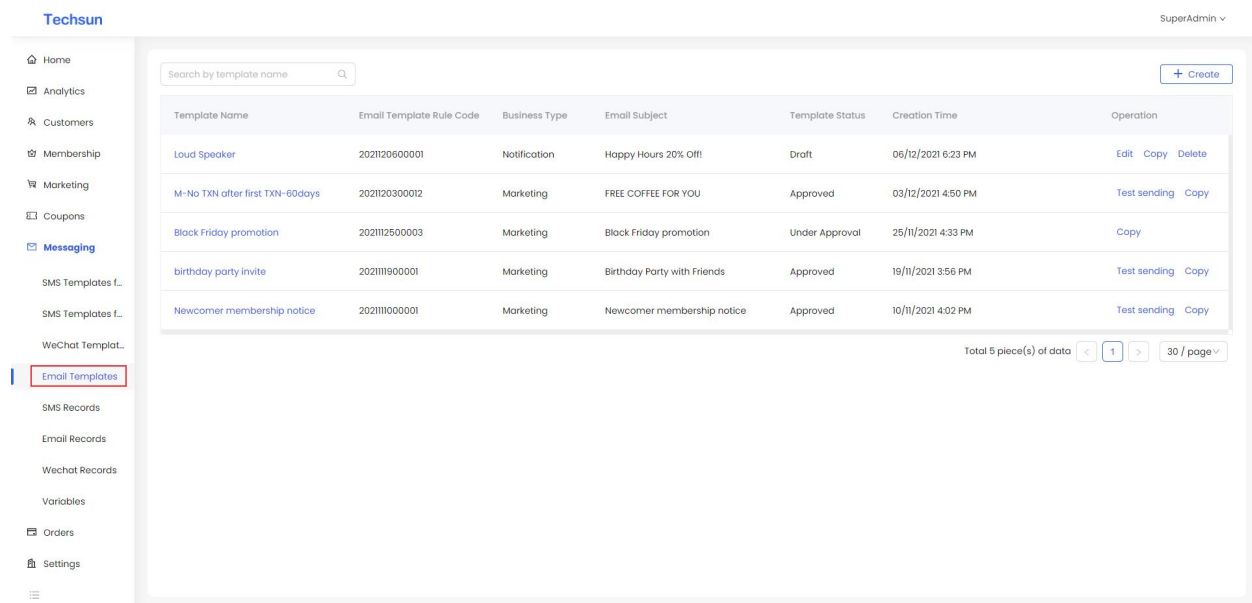 Techsun
SuperAdmin
Home
Analytics
Customers
Membership
Marketing
Coupons
Messaging
SMS Templates f...
SMS Templates f...
WeChat Templat...
Email Templates
SMS Records
Email Records
Wechat Records
Variables
Orders
Settings
Search by template name
+ Create
Template Name Email Template Rule Code Business Type Email Subject Template Status Creation Time Operation
Loud Speaker 2021120600001 Notification Happy Hours 20% Off! Draft 06/12/2021 6:23 PM Edit Copy Delete
M-No TXN after first TXN-60days 2021120300012 Marketing FREE COFFEE FOR YOU Approved 03/12/2021 4:50 PM Test sending Copy
Black Friday promotion 2021112500003 Marketing Black Friday promotion Under Approval 25/11/2021 4:33 PM Copy
birthday party invite 2021111900001 Marketing Birthday Party with Friends Approved 19/11/2021 3:56 PM Test sending Copy
Newcomer membership notice 2021111000001 Marketing Newcomer membership notice Approved 10/11/2021 4:02 PM Test sending Copy
Total 5 piece(s) of data < 1 > 30 / page